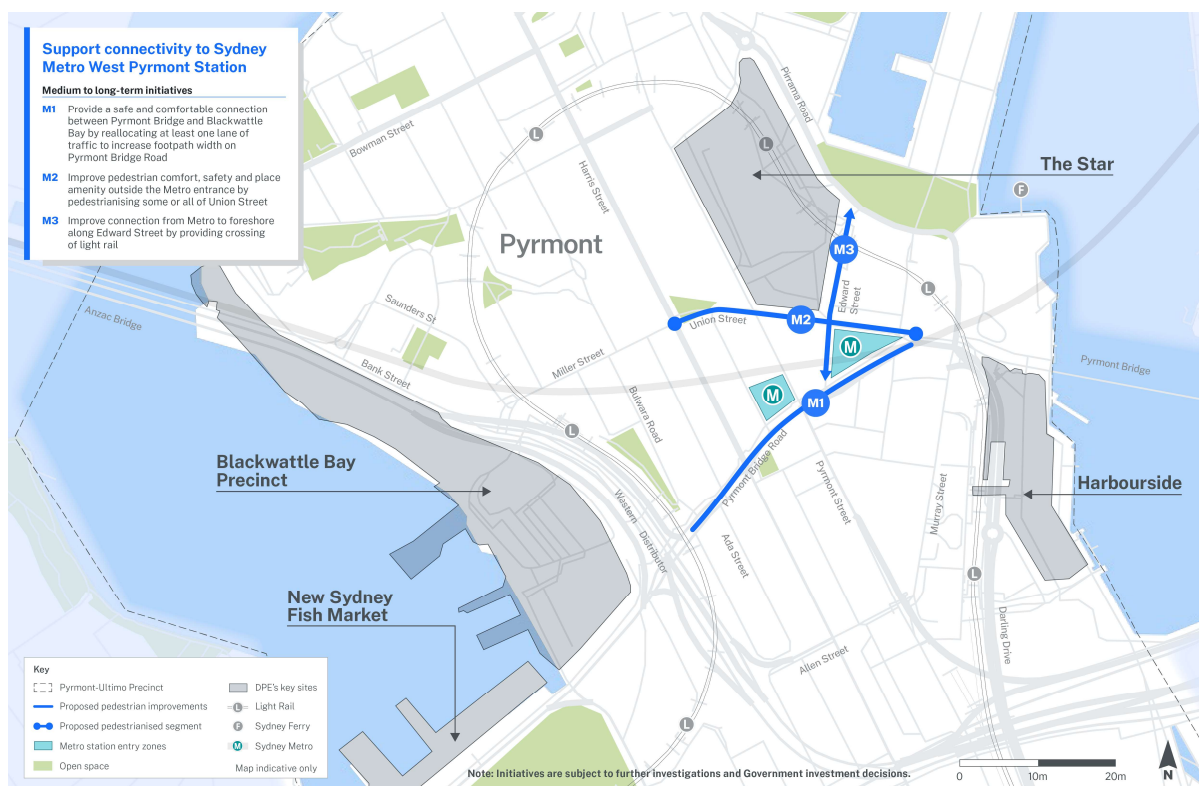 Support connectivity to Sydney
Metro West Pyrmont Station
Medium to long-term initiatives
M1 Provide a safe and comfortable connection
between Pyrmont Bridge and Blackwattle
Bay by reallocating at least one lane of
traffic to increase footpath width on
Pyrmont Bridge Road
M2 Improve pedestrian comfort, safety and place
amenity outside the Metro entrance by
pedestrianising some or all of Union Street
M3 Improve connection from Metro to foreshore
along Edward Street by providing crossing
of light rail
Pirrama Road
Bowman Street
L
L
The Star
F
Harris Street
Pyrmont
M3
L
Edward
Street
Saunders St
Anzac Bridge
Union Street
M2
M
Miller Street
Bank Street
Pyrmont Bridge
M
M1
Bulwara Road
L
Blackwattle Bay
Precinct
Pyrmont Bridge Road
Pyrmont Street
Murray Street
Harbourside
Wastern
Distributor
Ada Street
L
New Sydney
Fish Market
Darling Drive
Allen Street
L
Key
Pyrmont-Ultimo Precinct
Proposed pedestrian improvements
Proposed pedestrianised segment
Metro station entry zones
Open space
DPE's key sites
L Light Rail
F Sydney Ferry
M Sydney Metro
Map indicative only
Note: Initiatives are subject to further investigations and Government investment decisions.
0 10m 20m
N